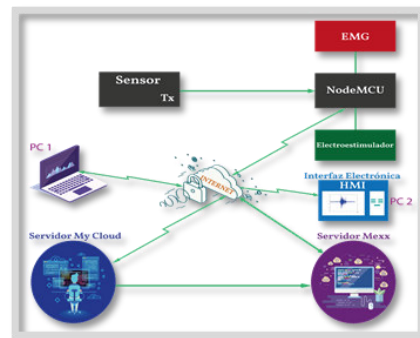 EMG
Sensor
Tx
NodeMCU
Electroestimulador
PC 1
INTERNET
Interfaz Electrónica
HMI
PC 2
Servidor My Cloud
Servidor Mexx